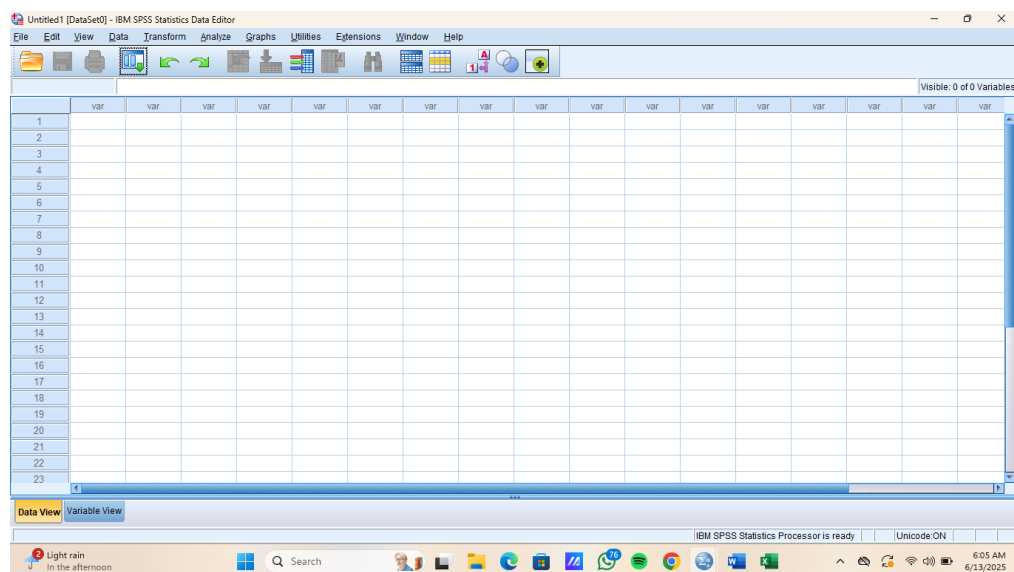 Untitled1 [DataSet0] - IBM SPSS Statistics Data Editor
File Edit View Data Transform Analyze Graphs Utilities Extensions Window Help
A
1
Visible: 0 of 0 Variables
var var var var var var var var var var var var var var var var var
1
2
3
4
5
6
7
8
9
10
11
12
13
14
15
16
17
18
19
20
21
22
23
Data View Variable View
IBM SPSS Statistics Processor is ready Unicode:ON
2 Light rain
In the afternoon
Search
76
6:05 AM
6/13/2025